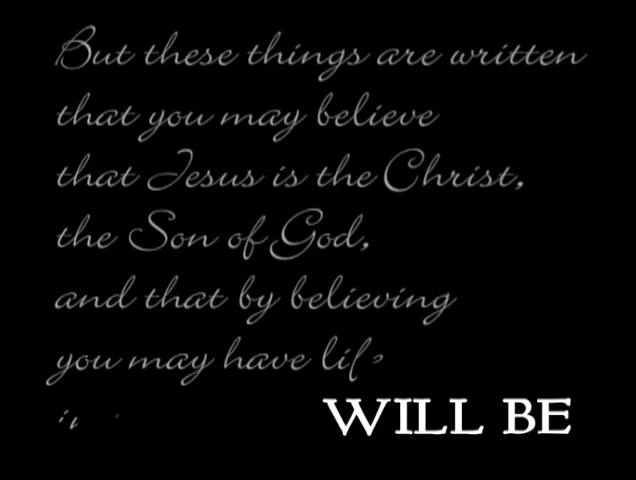 But these things are written
that you may believe
that Jesus is the Christ,
the Son of God,
and that by believing
you may have
WILL BE